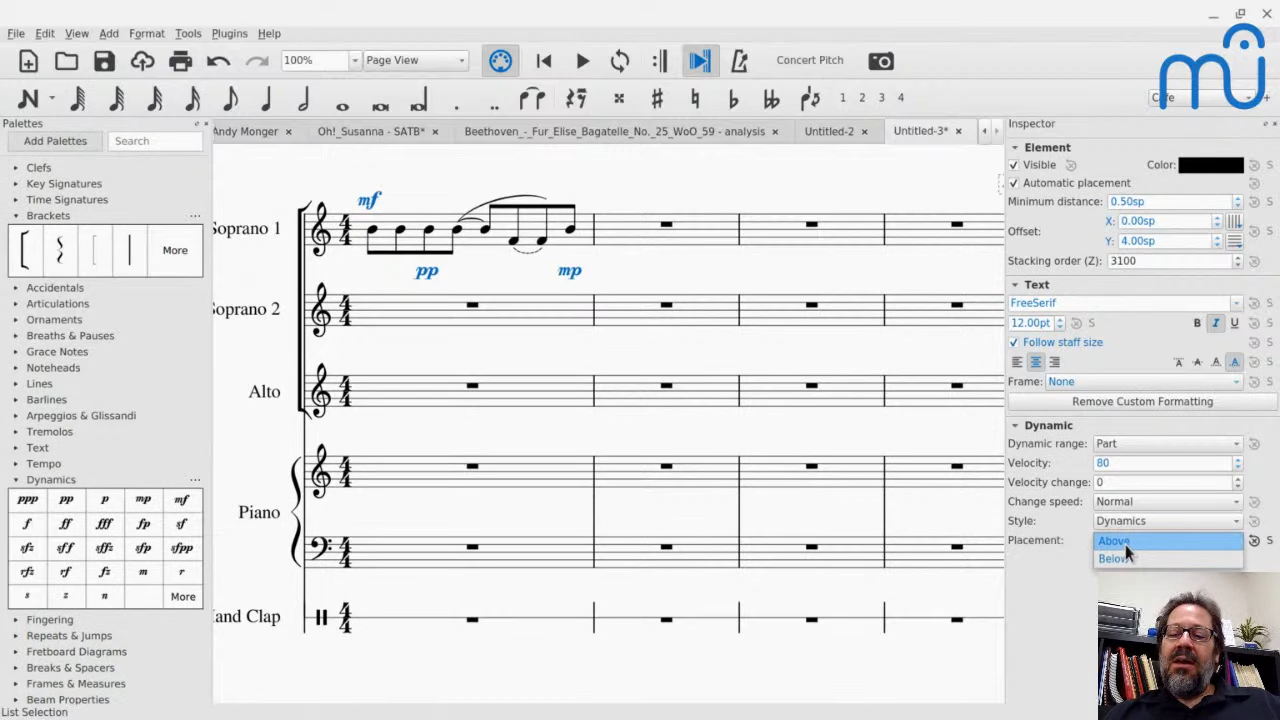 File Edit View Add Format Tools Plugins Help
100% Page View Concert Pitch
1 2 3 4
Palettes
Add Palettes Search
Clefs
Key Signatures
Time Signatures
Brackets ...
More
Accidentals
Articulations
Ornaments
Breaths & Pauses
Grace Notes
Noteheads
Lines
Barlines
Arpeggios & Glissandi
Tremolos
Text
Tempo
Dynamics ...
ppp pp p mp mf
f ff fff fp sf
sfz sff sffz sfp sfpp
rfz rf fz m r
s z n More
Fingering
Repeats & Jumps
Fretboard Diagrams
Breaks & Spacers
Frames & Measures
Beam Properties
List Selection
Andy Monger Oh!_Susanna - SATB* Beethoven_-_Fur_Elise_Bagatelle_No._25_WoO_59 - analysis Untitled-2 Untitled-3*
mf
Soprano 1
pp mp
Soprano 2
Alto
Piano
Hand Clap
Inspector
Element
Visible Color: S
Automatic placement
Minimum distance: 0.50sp S
Offset: X: 0.00sp
Y: 4.00sp S
Stacking order (Z): 3100
Text
FreeSerif S
12.00pt S B I U S
Follow staff size S
A A A A S
Frame: None S
Remove Custom Formatting
Dynamic
Dynamic range: Part
Velocity: 80
Velocity change: 0
Change speed: Normal
Style: Dynamics
Placement: Above S
Below